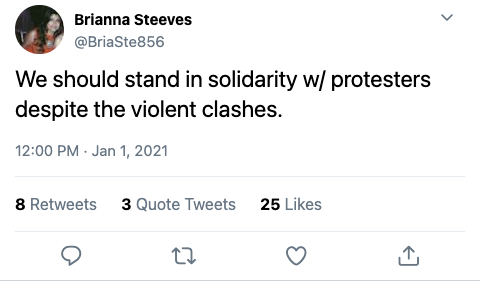 Brianna Steeves
@BriaSte856
We should stand in solidarity w/ protesters
despite the violent clashes.
12:00 PM · Jan 1, 2021
8 Retweets 3 Quote Tweets 25 Likes